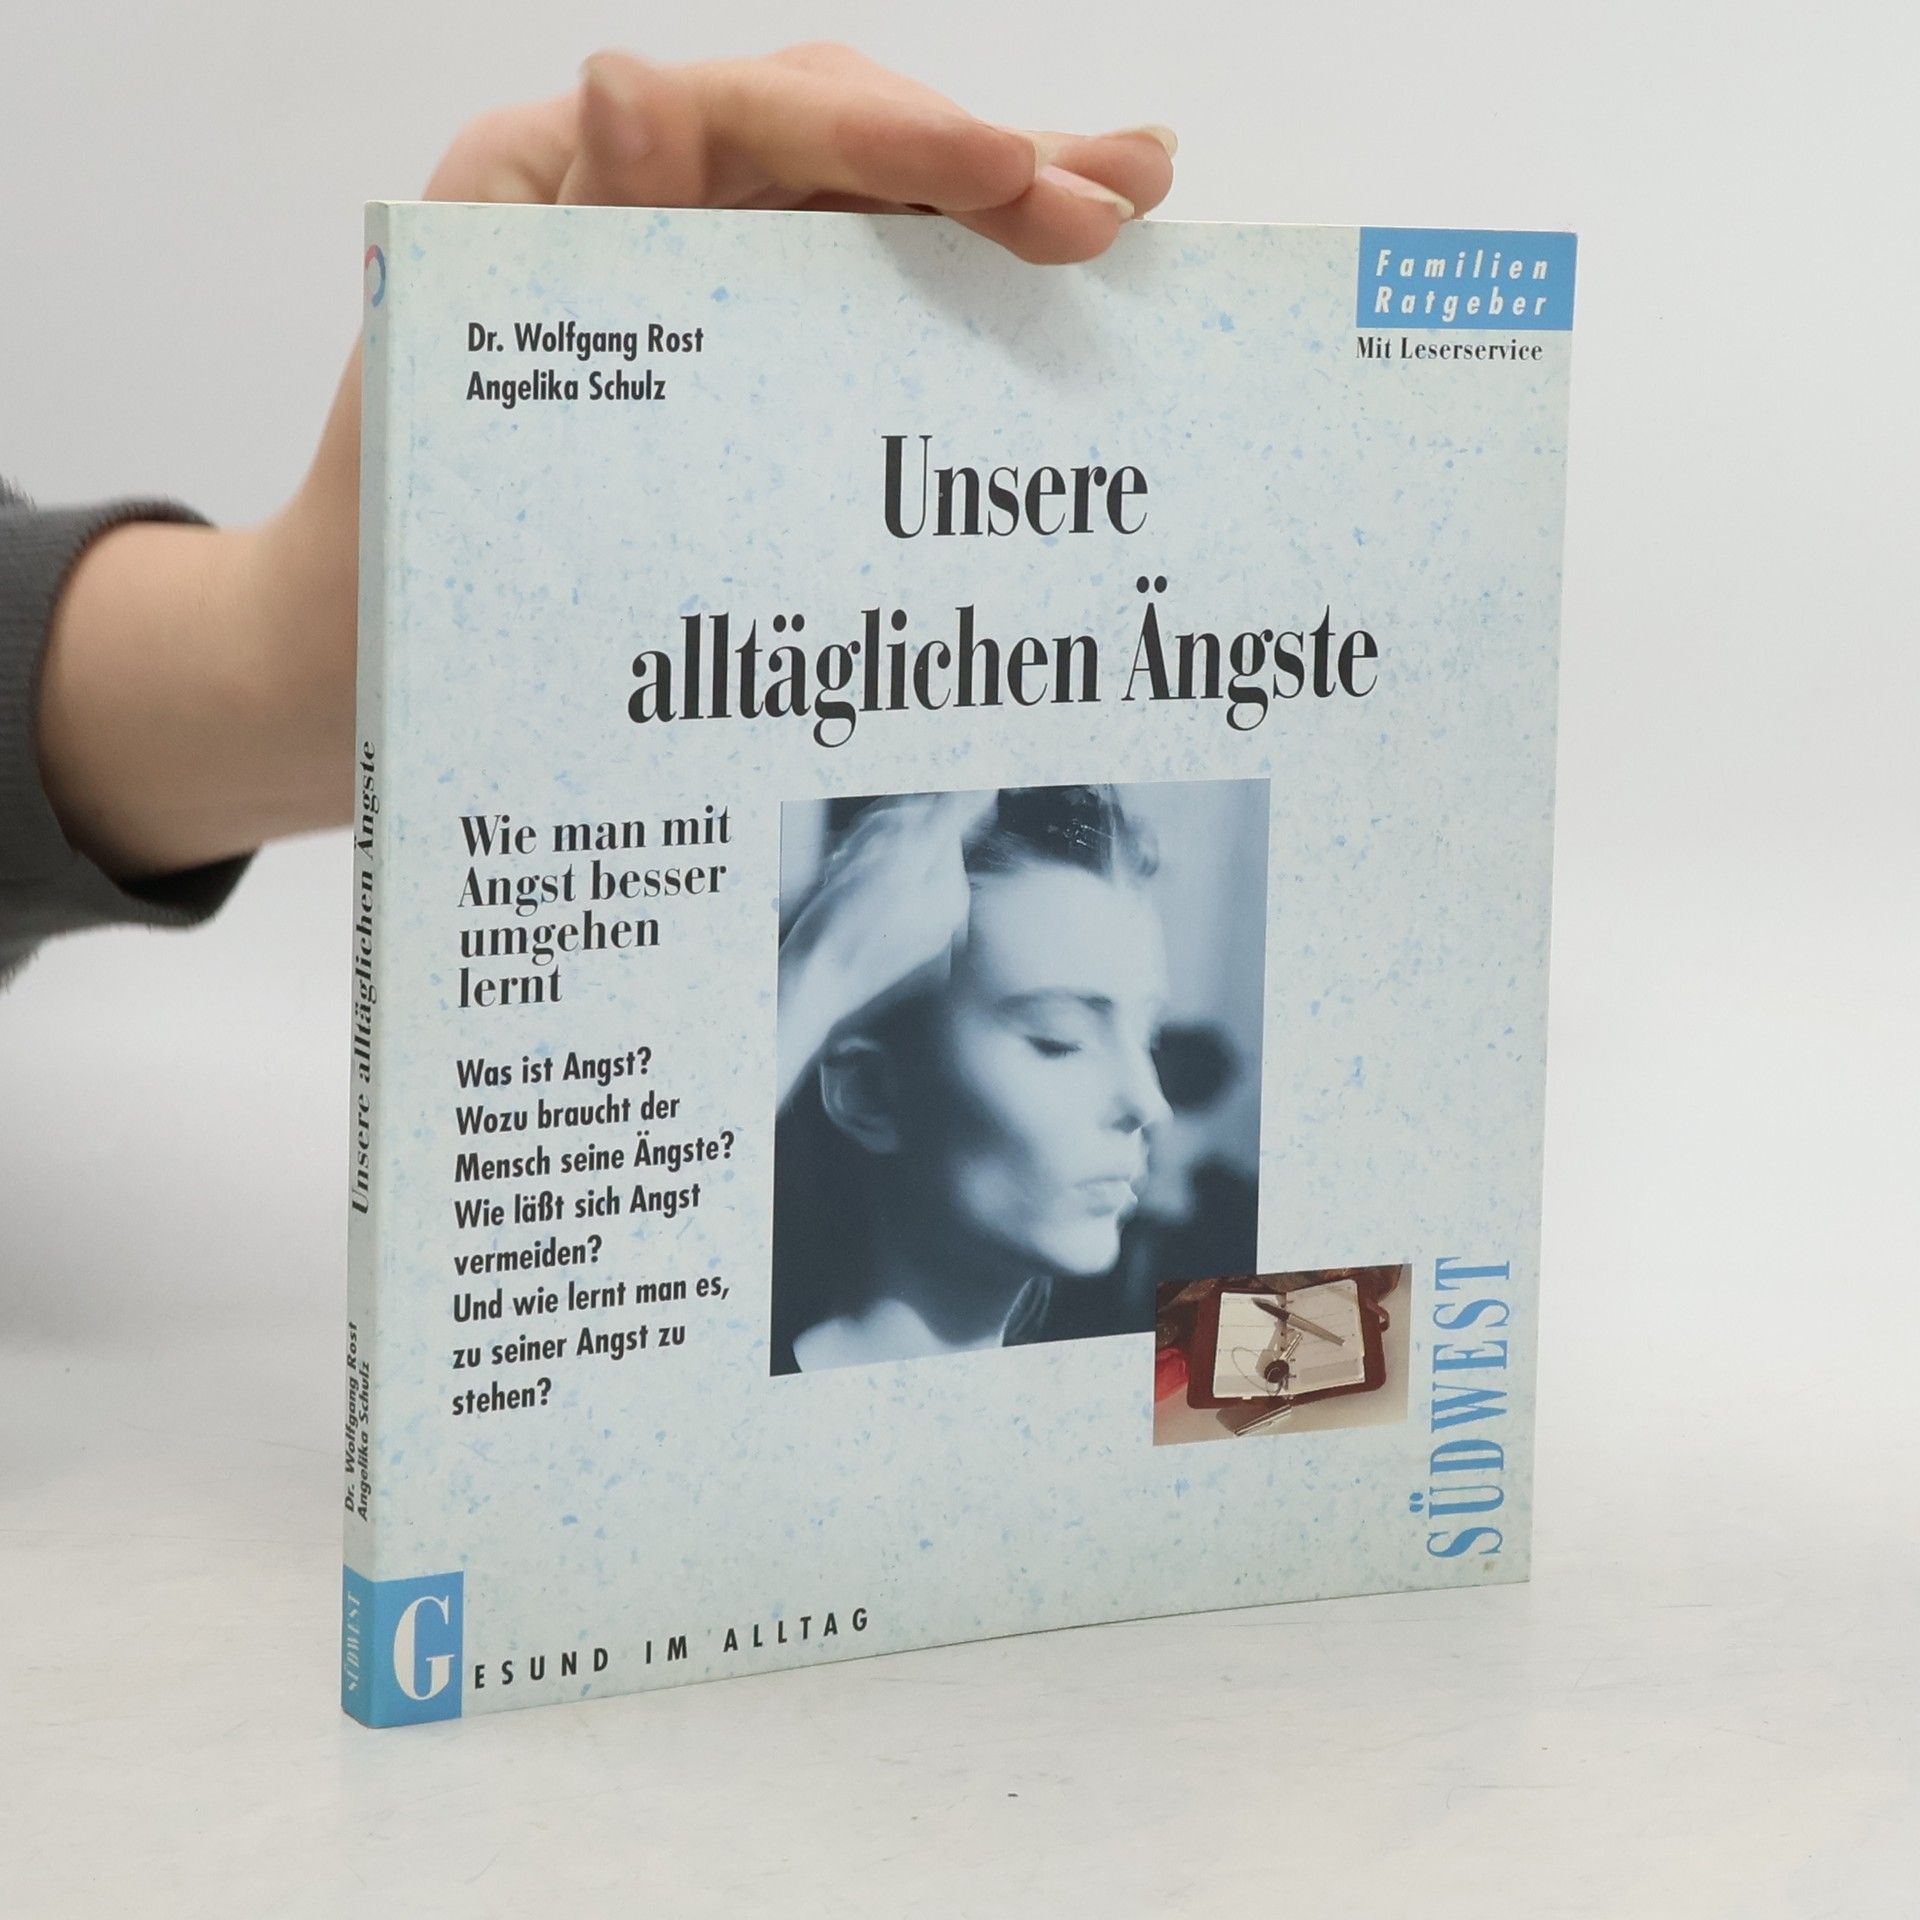 Dr. Wolfgang Rost
Angelika Schulz
Familien
Ratgeber
Mit Leserservice
Unsere
alltäglichen Ängste
Wie man mit
Angst besser
umgehen
lernt
Was ist Angst?
Wozu braucht der
Mensch seine Ängste?
Wie läßt sich Angst
vermeiden?
Und wie lernt man es,
zu seiner Angst zu
stehen?
SÜDWEST
GESUND IM ALLTAG
Unsere alltäglichen Ängste
Dr. Wolfgang Rost
Angelika Schulz
SÜDWEST